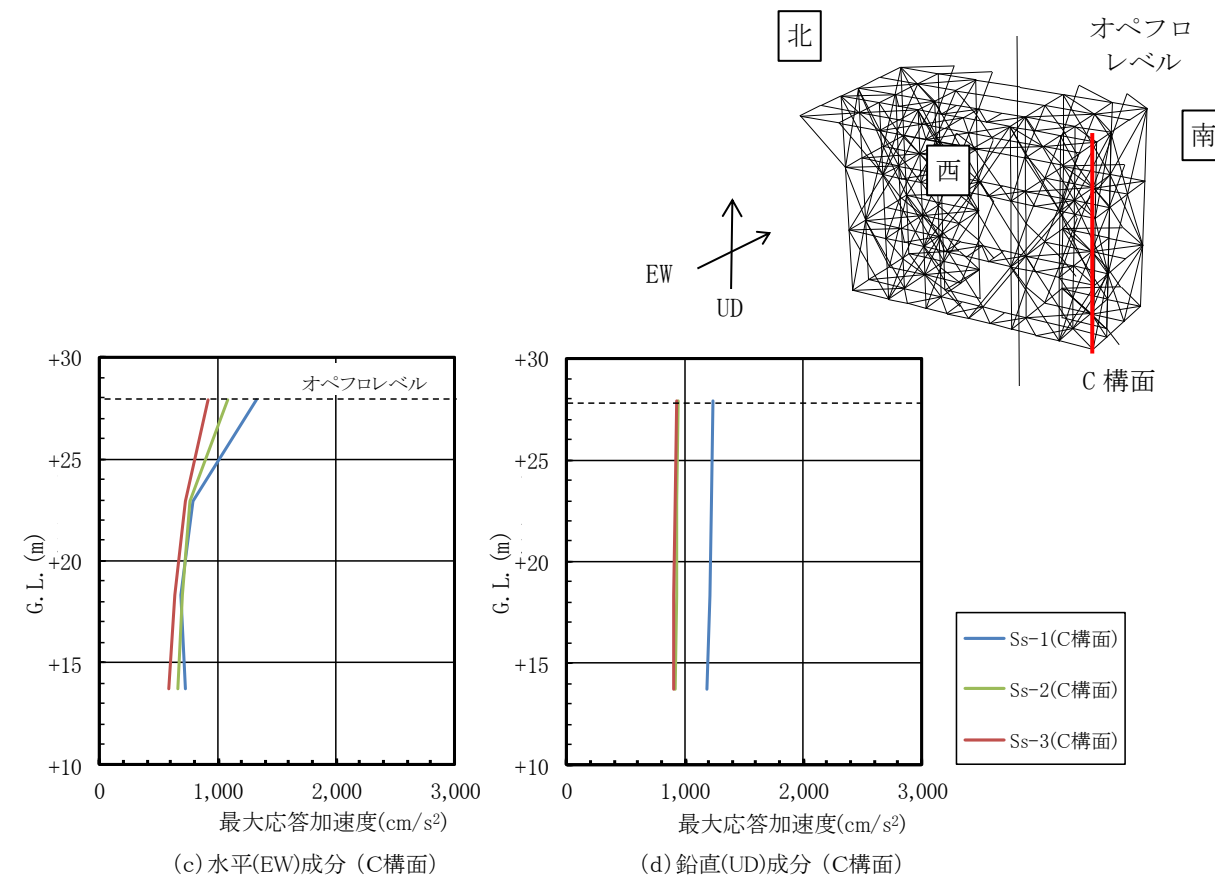 北
オペフロ
レベル
南
西
EW
UD
C 構面
+30
+25
+20
+15
+10
G.L.(m)
オペフロレベル
0 1,000 2,000 3,000
最大応答加速度(cm/s²)
(c) 水平(EW)成分 (C構面)
+30
+25
+20
+15
+10
G.L.(m)
0 1,000 2,000 3,000
最大応答加速度(cm/s²)
(d) 鉛直(UD)成分 (C構面)
Ss-1(C構面)
Ss-2(C構面)
Ss-3(C構面)